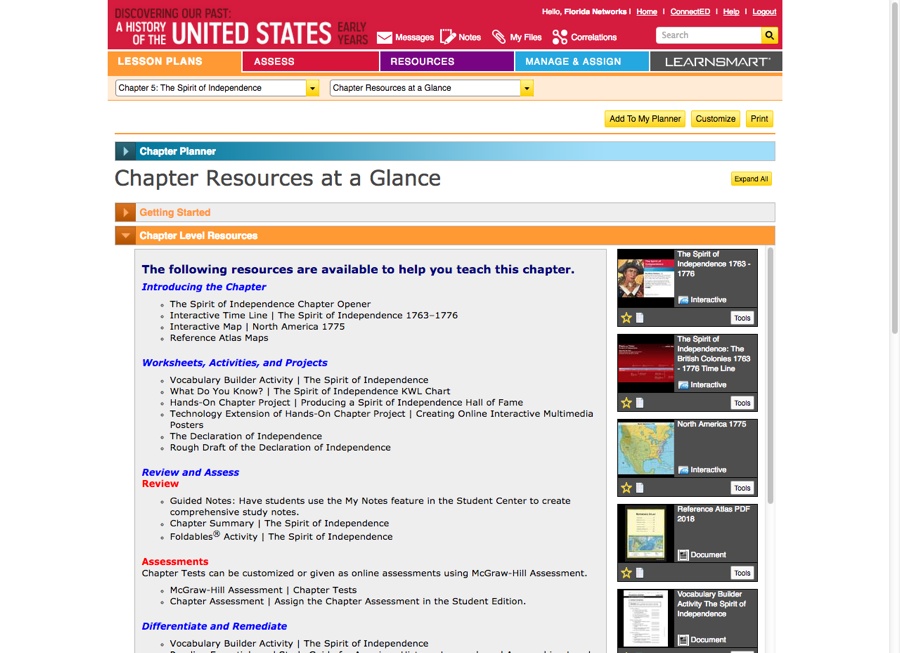 DISCOVERING OUR PAST:
A HISTORY OF THE UNITED STATES EARLY YEARS
Hello, Florida Networks | Home | ConnectED | Help | Logout
Messages Notes My Files Correlations
Search
LESSON PLANS ASSESS RESOURCES MANAGE & ASSIGN LEARNSMART
Chapter 5: The Spirit of Independence Chapter Resources at a Glance
Add To My Planner Customize Print
Chapter Planner
Chapter Resources at a Glance
Expand All
Getting Started
Chapter Level Resources
The following resources are available to help you teach this chapter.
Introducing the Chapter
The Spirit of Independence Chapter Opener
Interactive Time Line | The Spirit of Independence 1763–1776
Interactive Map | North America 1775
Reference Atlas Maps
Worksheets, Activities, and Projects
Vocabulary Builder Activity | The Spirit of Independence
What Do You Know? | The Spirit of Independence KWL Chart
Hands-On Chapter Project | Producing a Spirit of Independence Hall of Fame
Technology Extension of Hands-On Chapter Project | Creating Online Interactive Multimedia
Posters
The Declaration of Independence
Rough Draft of the Declaration of Independence
Review and Assess
Review
Guided Notes: Have students use the My Notes feature in the Student Center to create
comprehensive study notes.
Chapter Summary | The Spirit of Independence
Foldables® Activity | The Spirit of Independence
Assessments
Chapter Tests can be customized or given as online assessments using McGraw-Hill Assessment.
McGraw-Hill Assessment | Chapter Tests
Chapter Assessment | Assign the Chapter Assessment in the Student Edition.
Differentiate and Remediate
Vocabulary Builder Activity | The Spirit of Independence
The Spirit of
Independence 1763 -
1776
Interactive
Tools
The Spirit of
Independence: The
British Colonies 1763
- 1776 Time Line
Interactive
Tools
North America 1775
Interactive
Tools
Reference Atlas PDF
2018
Document
Tools
Vocabulary Builder
Activity The Spirit of
Independence
Document